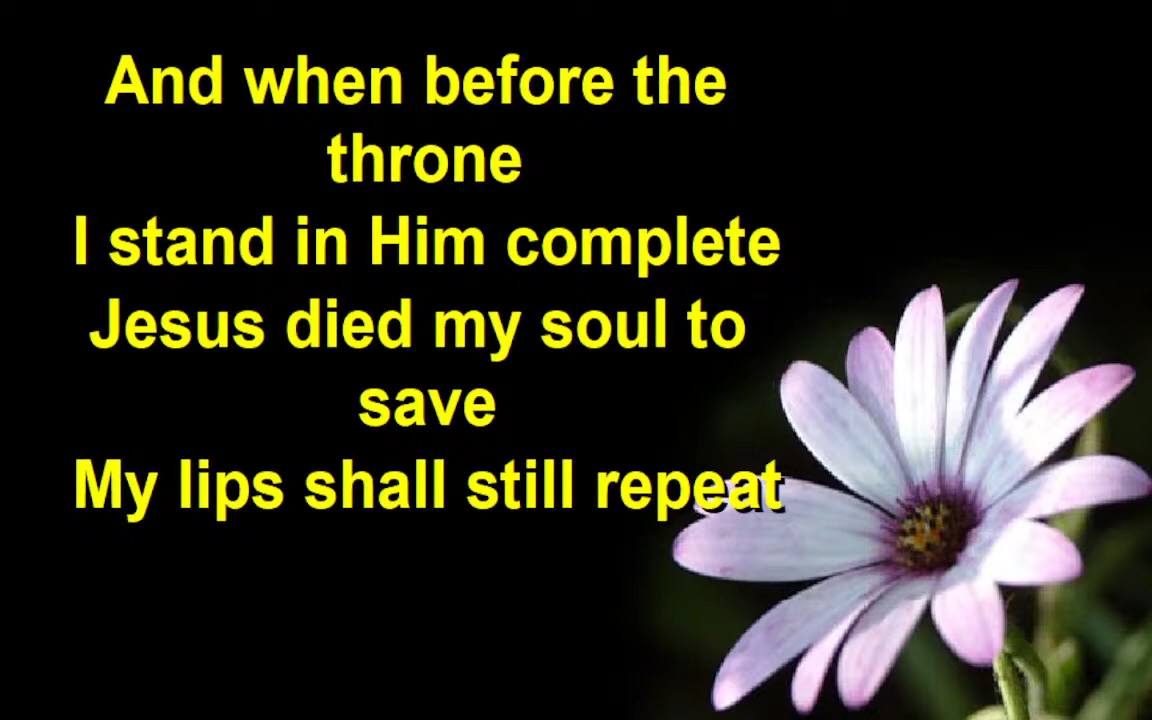 And when before the
throne
I stand in Him complete
Jesus died my soul to
save
My lips shall still repeat